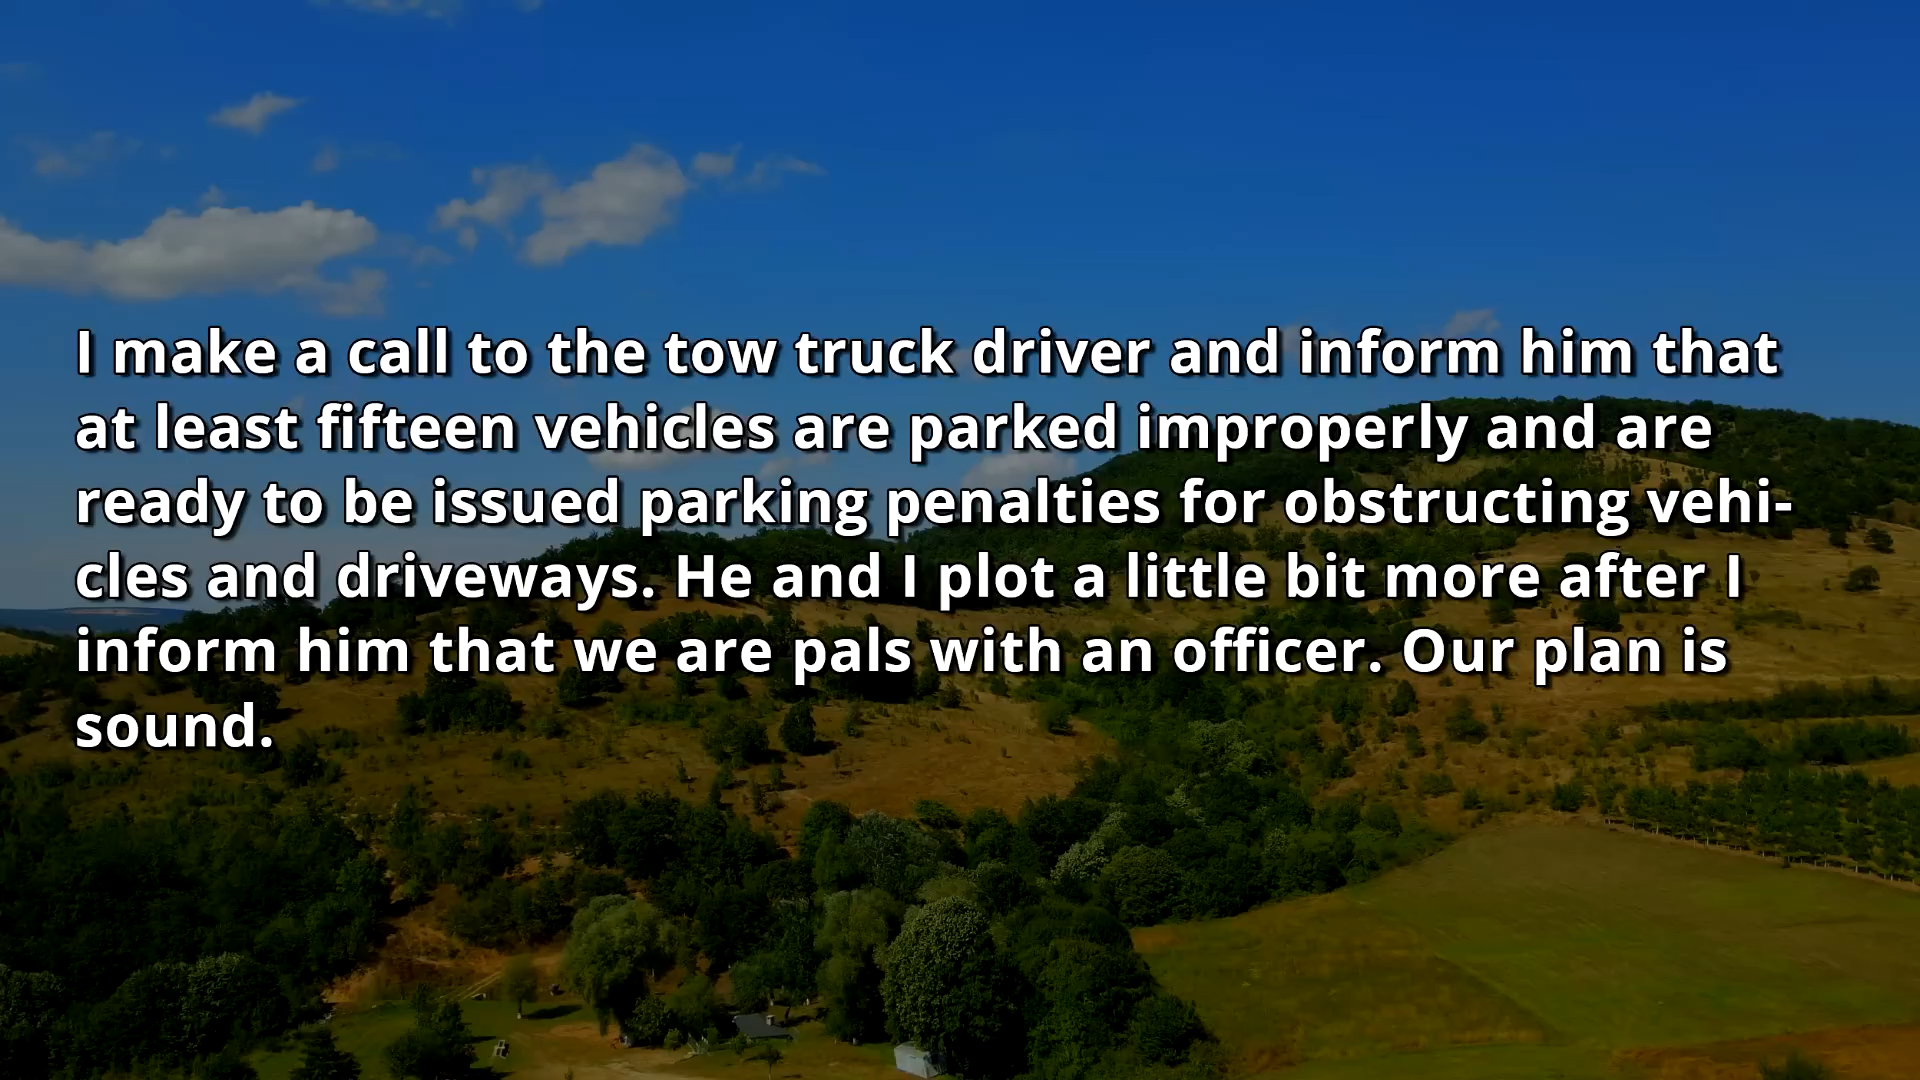 I make a call to the tow truck driver and inform him that
at least fifteen vehicles are parked improperly and are
ready to be issued parking penalties for obstructing vehi-
cles and driveways. He and I plot a little bit more after I
inform him that we are pals with an officer. Our plan is
sound.